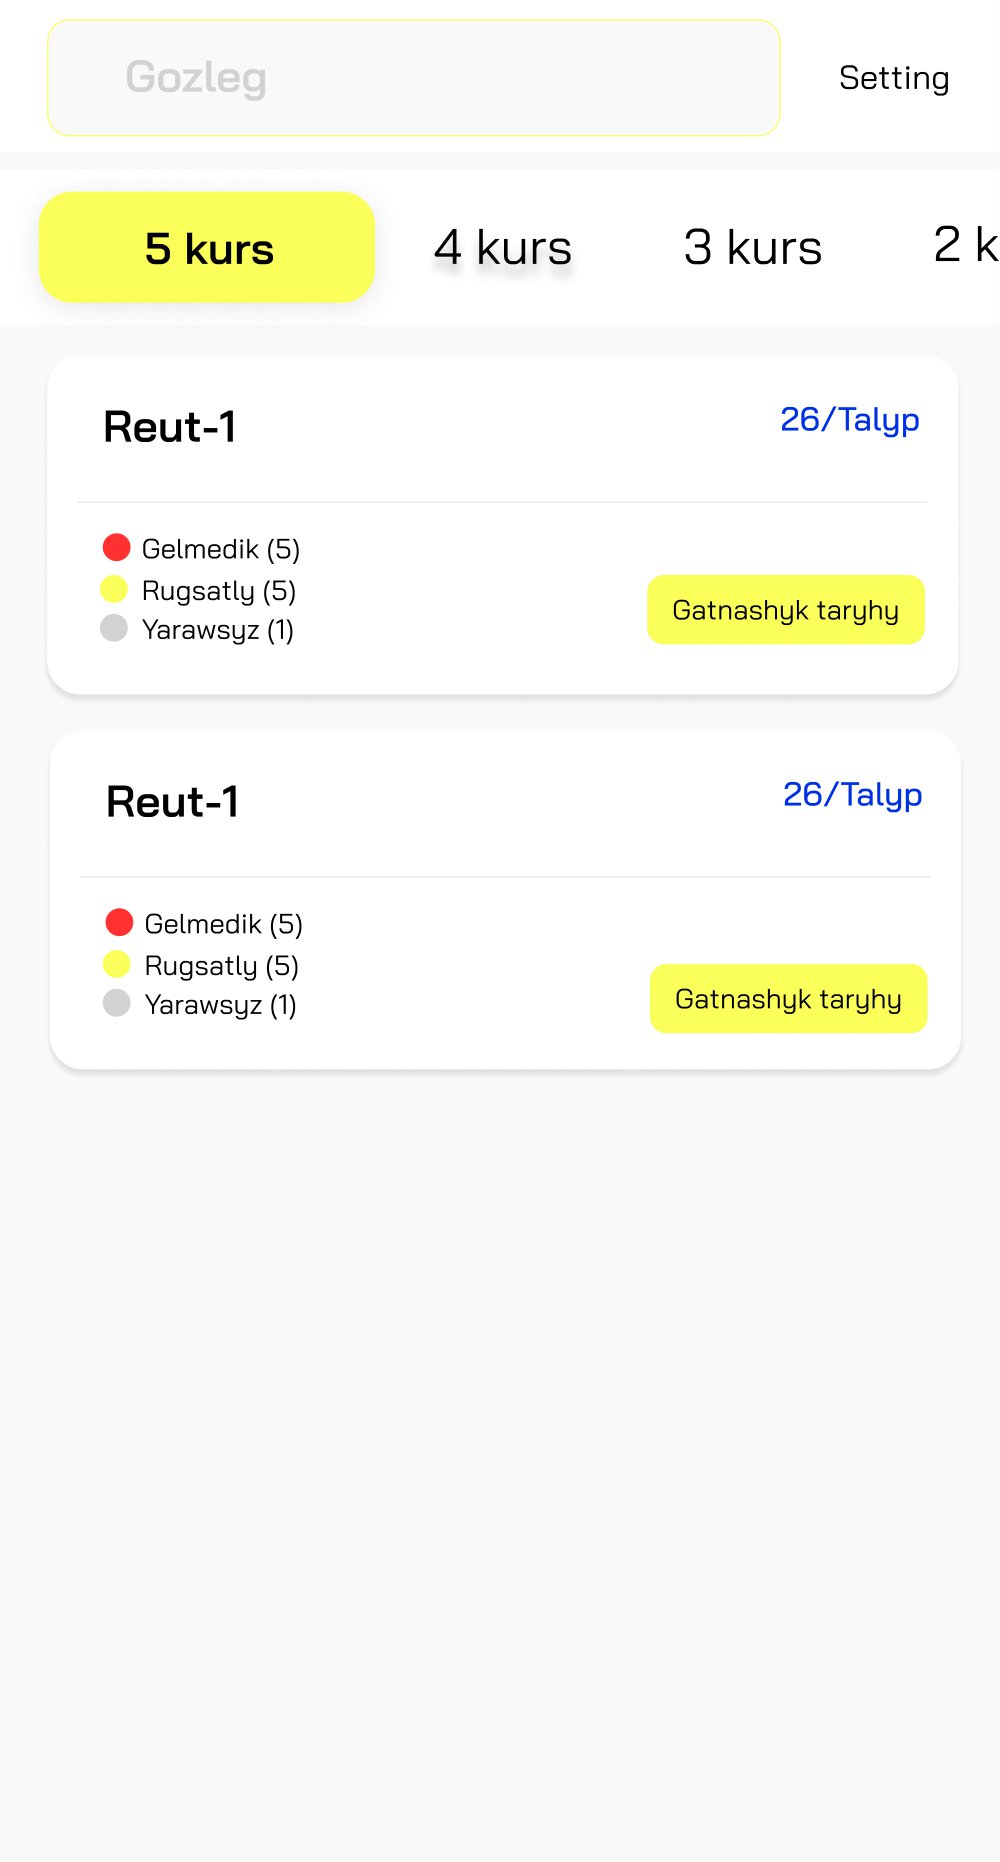 Gozleg
Setting
5 kurs
4 kurs
3 kurs
2 k
Reut-1
26/Talyp
Gelmedik (5)
Rugsatly (5)
Yarawsyz (1)
Gatnashyk taryhy
Reut-1
26/Talyp
Gelmedik (5)
Rugsatly (5)
Yarawsyz (1)
Gatnashyk taryhy